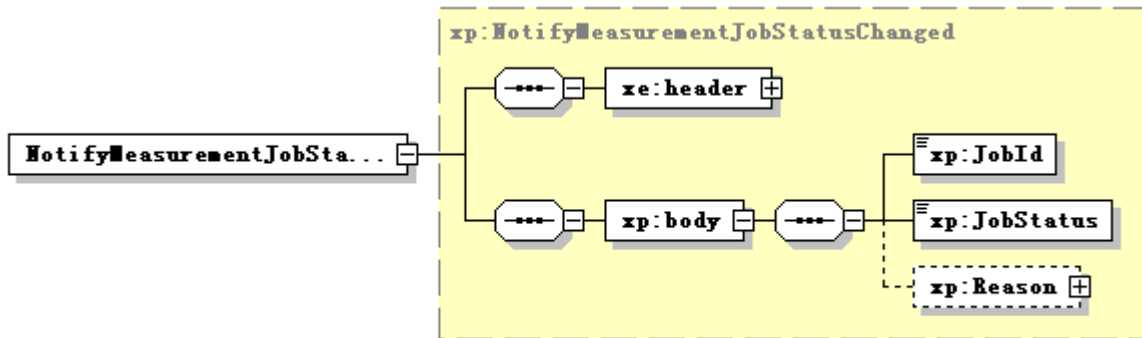 xp:NotifyMeasurementJobStatusChanged
xe:header
NotifyMeasurementJobSta...
xp:JobId
xp:body
xp:JobStatus
xp:Reason